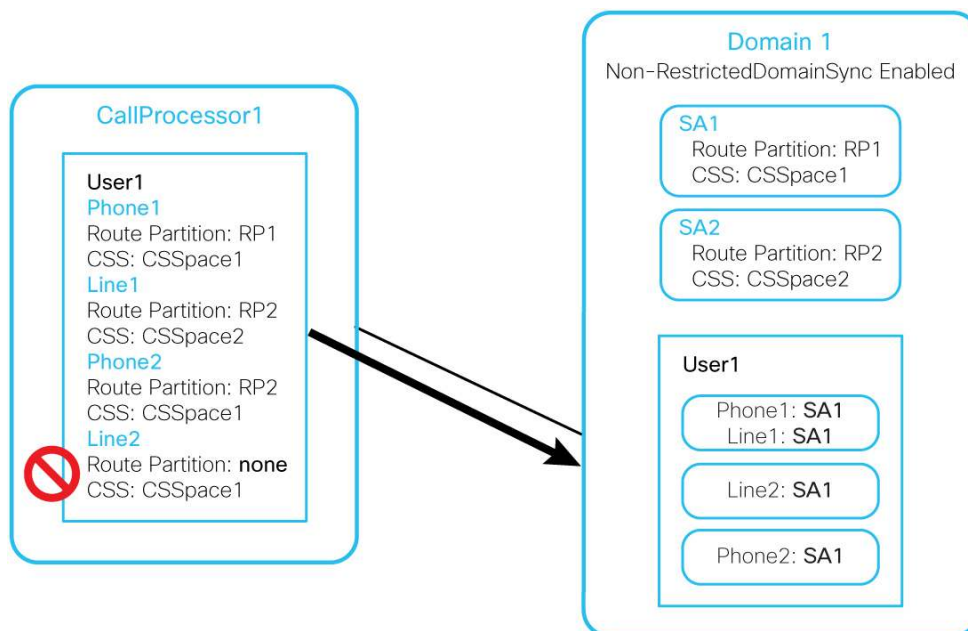 CallProcessor1
User1
Phone1
Route Partition: RP1
CSS: CSSpace1
Line1
Route Partition: RP2
CSS: CSSpace2
Phone2
Route Partition: RP2
CSS: CSSpace1
Line2
Route Partition: none
CSS: CSSpace1
Domain 1
Non-RestrictedDomainSync Enabled
SA1
Route Partition: RP1
CSS: CSSpace1
SA2
Route Partition: RP2
CSS: CSSpace2
User1
Phone1: SA1
Line1: SA1
Line2: SA1
Phone2: SA1